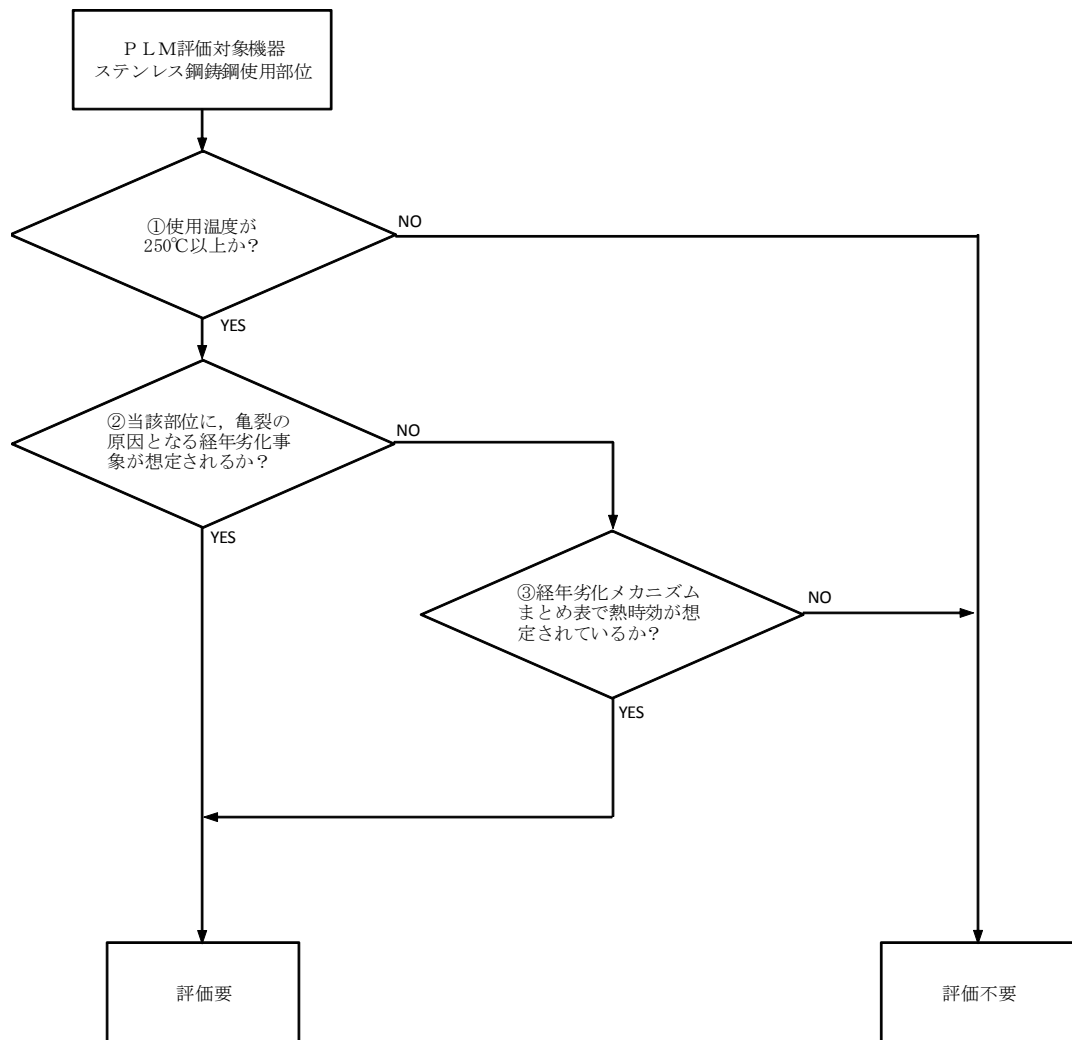 ＰＬＭ評価対象機器
ステンレス鋼鋳鋼使用部位
①使用温度が
250℃以上か？
NO
YES
②当該部位に，亀裂の
原因となる経年劣化事
象が想定されるか？
NO
YES
③経年劣化メカニズム
まとめ表で熱時効が想
定されているか？
NO
YES
評価要
評価不要